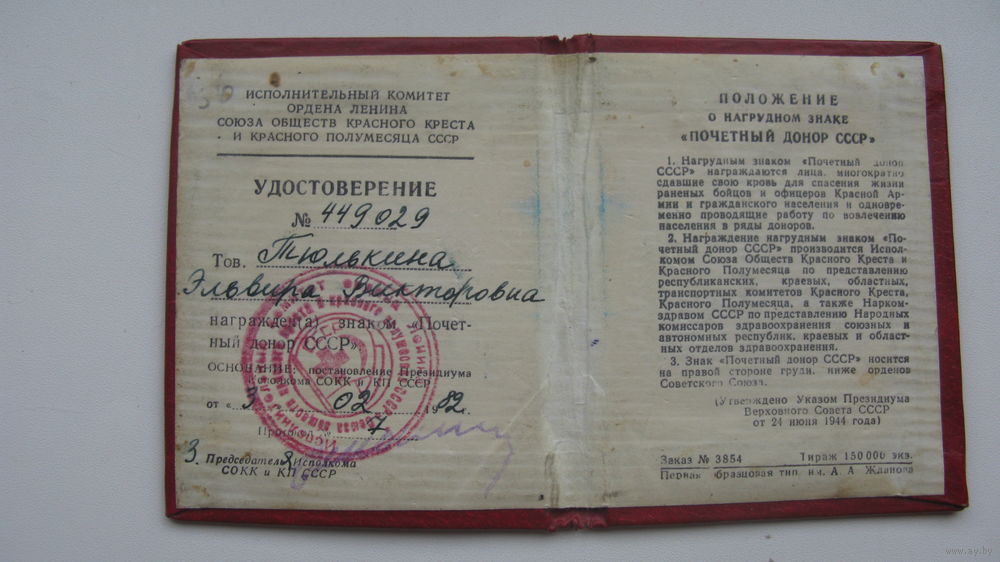 ИСПОЛНИТЕЛЬНЫЙ КОМИТЕТ
ОРДЕНА ЛЕНИНА
СОЮЗА ОБЩЕСТВ КРАСНОГО КРЕСТА
И КРАСНОГО ПОЛУМЕСЯЦА СССР
УДОСТОВЕРЕНИЕ
№ 449029
Тов. Тюлькина
Эльвира Викторовна
награжден(а) знаком «Почет-
ный донор СССР»
ОСНОВАНИЕ: постановление Президиума
Исполкома СОКК и КП СССР
от « 02 1982 г.
7
З. Председателя Исполкома
СОКК и КП СССР
ПОЛОЖЕНИЕ
О НАГРУДНОМ ЗНАКЕ
«ПОЧЕТНЫЙ ДОНОР СССР»
1. Нагрудным знаком «Почетный донор
СССР» награждаются лица, многократно
сдавшие свою кровь для спасения жизни
раненых бойцов и офицеров Красной Ар-
мии и гражданского населения и одновре-
менно проводящие работу по вовлечению
населения в ряды доноров.
2. Награждение нагрудным знаком «По-
четный донор СССР» производится Испол-
комом Союза Обществ Красного Креста и
Красного Полумесяца по представлению
республиканских, краевых, областных,
транспортных комитетов Красного Креста,
Красного Полумесяца, а также Нарком-
здравом СССР по представлению Народных
комиссаров здравоохранения союзных и
автономных республик, краевых и област-
ных отделов здравоохранения.
3. Знак «Почетный донор СССР» носится
на правой стороне груди, ниже орденов
Советского Союза.
(Утверждено Указом Президиума
Верховного Совета СССР
от 24 июня 1944 года)
Заказ № 3854 Тираж 150 000 экз.
Первая образцовая тип. им. А. А. Жданова
www.ay.by